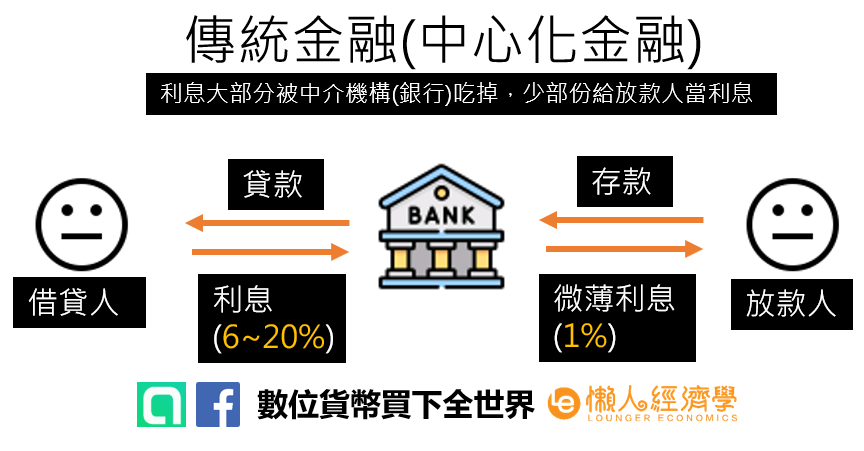 傳統金融(中心化金融)
利息大部分被中介機構(銀行)吃掉，少部份給放款人當利息
貸款
存款
BANK
借貸人
利息
(6~20%)
微薄利息
(1%)
放款人
數位貨幣買下全世界
懶人經濟學
LOUNGER ECONOMICS